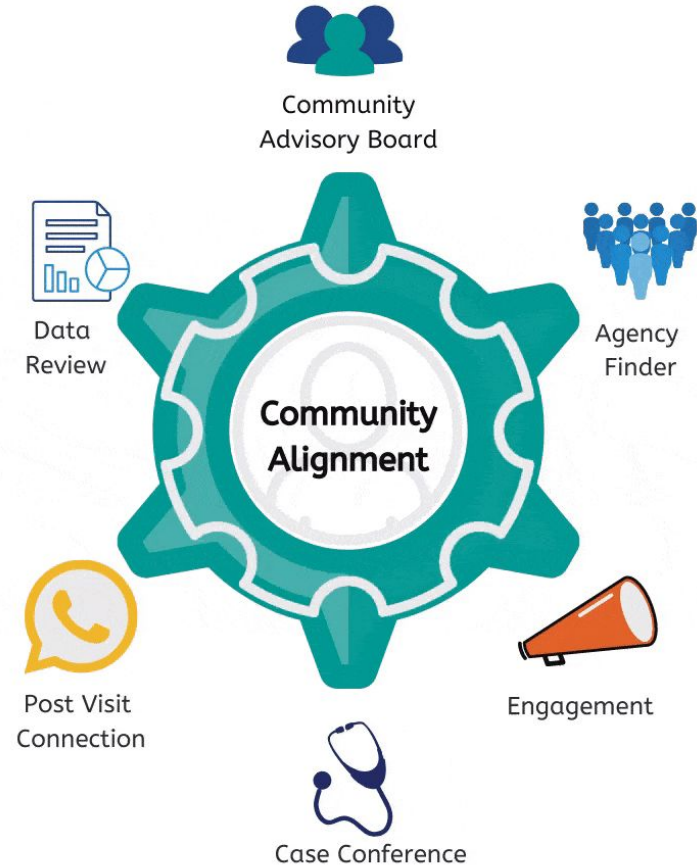 Community
Advisory Board
Agency
Finder
Engagement
Case Conference
Post Visit
Connection
Data
Review
Community
Alignment